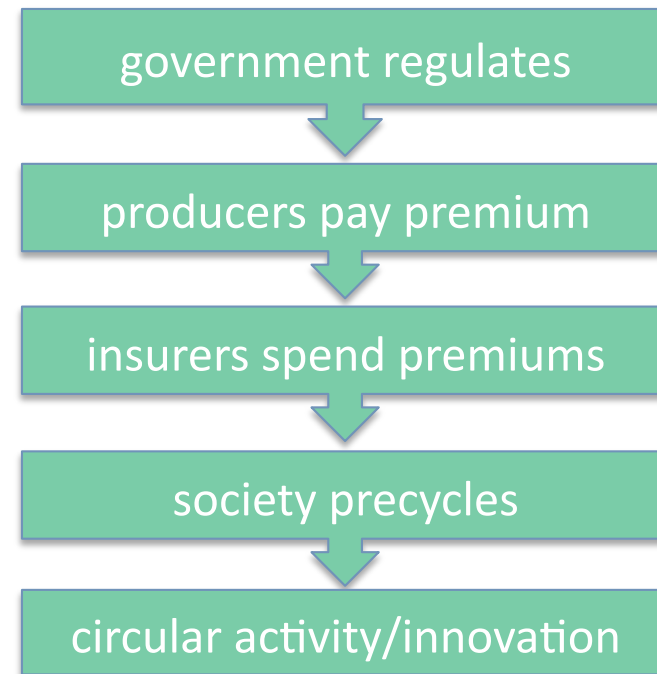 government regulates
producers pay premium
insurers spend premiums
society precycles
circular activity/innovation